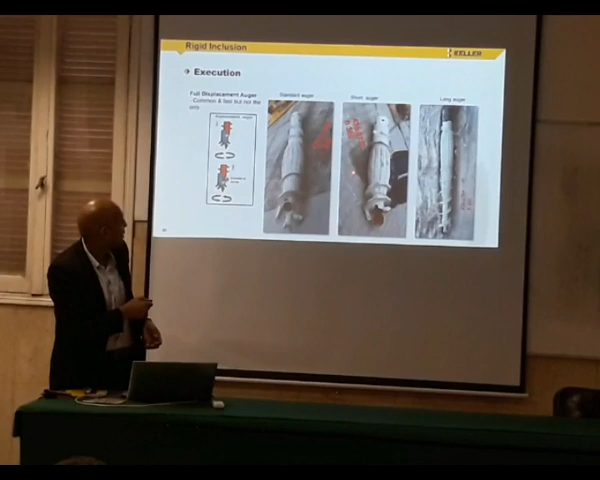 Rigid Inclusion
KELLER
Execution
Full Displacement Auger
- Common & fast but not the
only
Standard auger
Short auger
Long auger